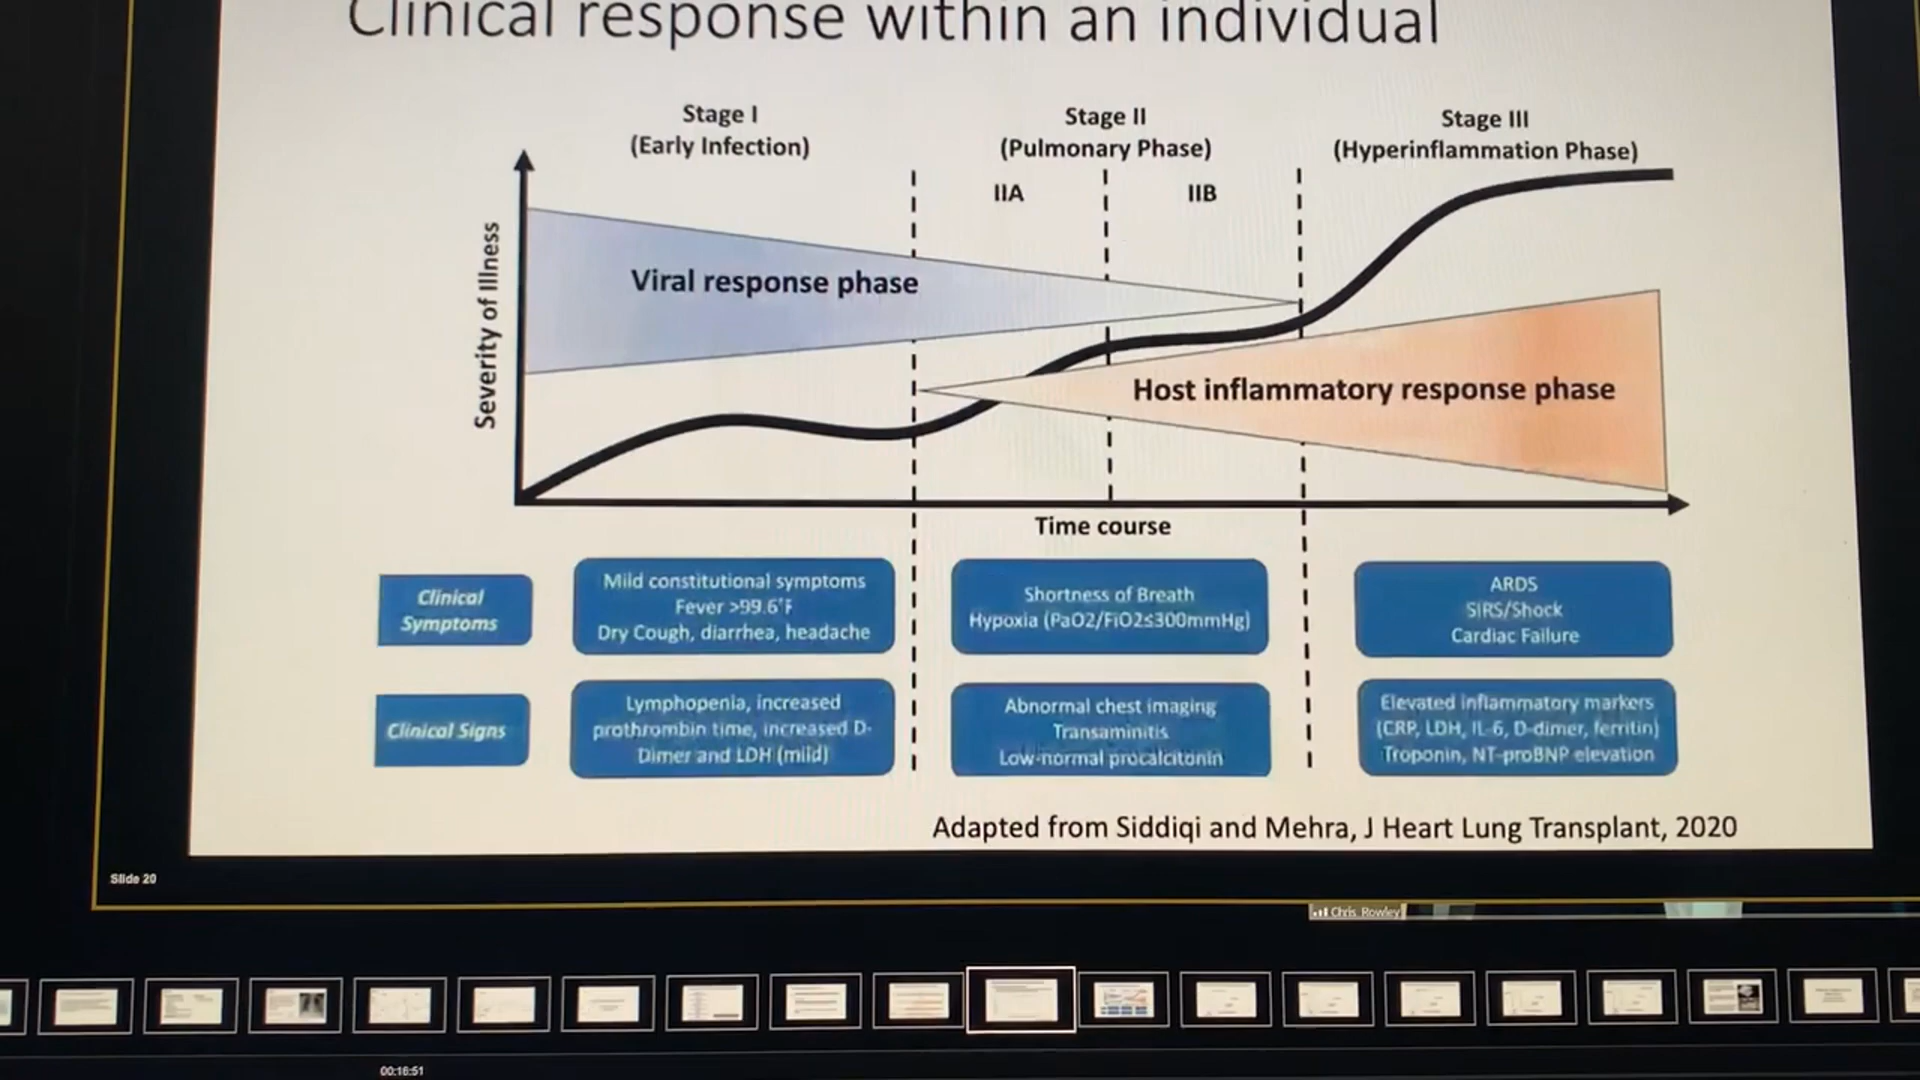 Clinical response within an individual
Stage I
(Early Infection)
Stage II
(Pulmonary Phase)
Stage III
(Hyperinflammation Phase)
IIA
IIB
Severity of Illness
Viral response phase
Host inflammatory response phase
Time course
Clinical
Symptoms
Mild constitutional symptoms
Fever >99.6°F
Dry Cough, diarrhea, headache
Shortness of Breath
Hypoxia (PaO2/FiO2≤300mmHg)
ARDS
SIRS/Shock
Cardiac Failure
Clinical Signs
Lymphopenia, increased
prothrombin time, increased D-
Dimer and LDH (mild)
Abnormal chest imaging
Transaminitis
Low-normal procalcitonin
Elevated inflammatory markers
(CRP, LDH, IL-6, D-dimer, ferritin)
Troponin, NT-proBNP elevation
Adapted from Siddiqi and Mehra, J Heart Lung Transplant, 2020
Slide 20
Chris Rowley
00:16:51